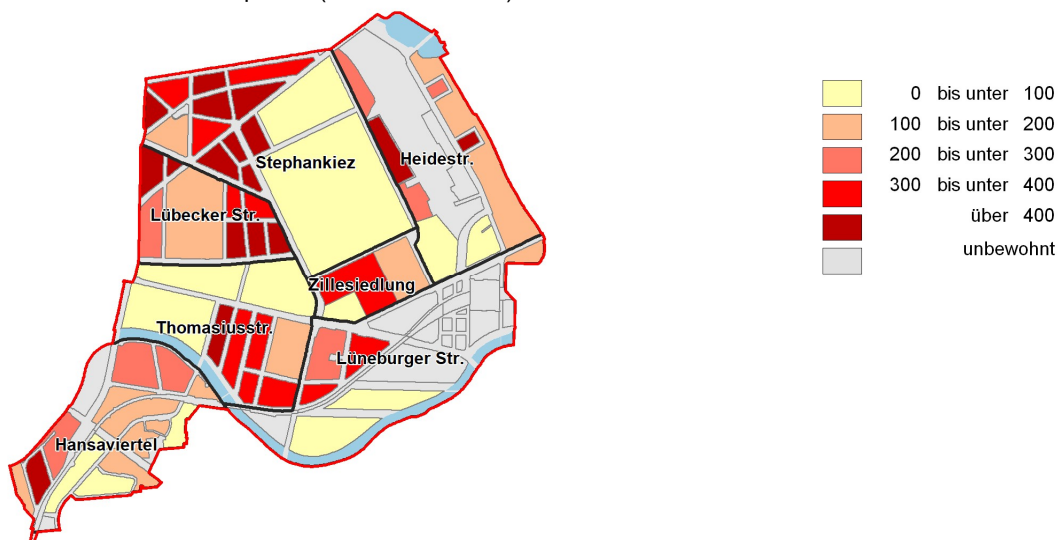 Stephankiez
Heidestr.
Lübecker Str.
Zillesiedlung
Thomasiusstr.
Lüneburger Str.
Hansaviertel
0 bis unter 100
100 bis unter 200
200 bis unter 300
300 bis unter 400
über 400
unbewohnt